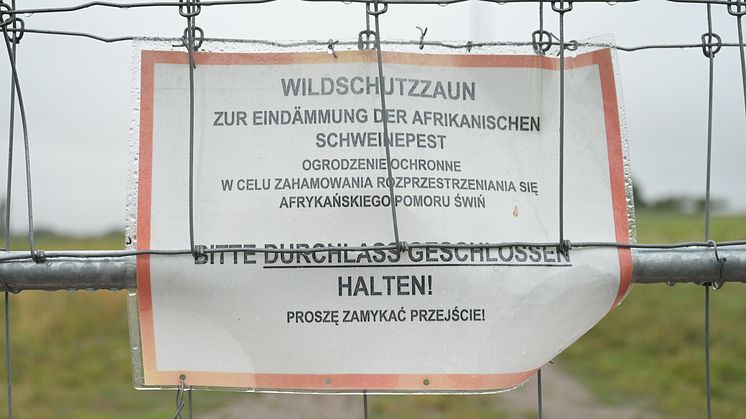 WILDSCHUTZZAUN
ZUR EINDÄMMUNG DER AFRIKANISCHEN
SCHWEINEPEST
OGRODZENIE OCHRONNE
W CELU ZAHAMOWANIA ROZPRZESTRZENIANIA SIĘ
AFRYKAŃSKIEGO POMORU ŚWIŃ
BITTE DURCHLASS GESCHLOSSEN
HALTEN!
PROSZĘ ZAMYKAĆ PRZEJŚCIE!